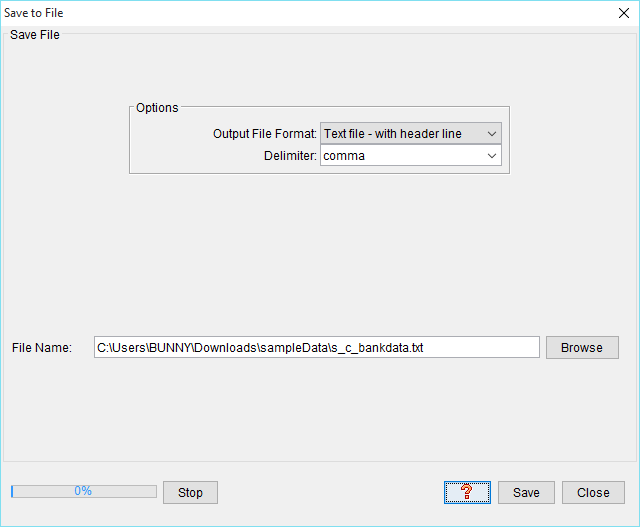 Save to File
Save File
Options
Output File Format: Text file - with header line
Delimiter: comma
File Name: C:\Users\BUNNY\Downloads\sampleData\s_c_bankdata.txt Browse
0% Stop ? Save Close